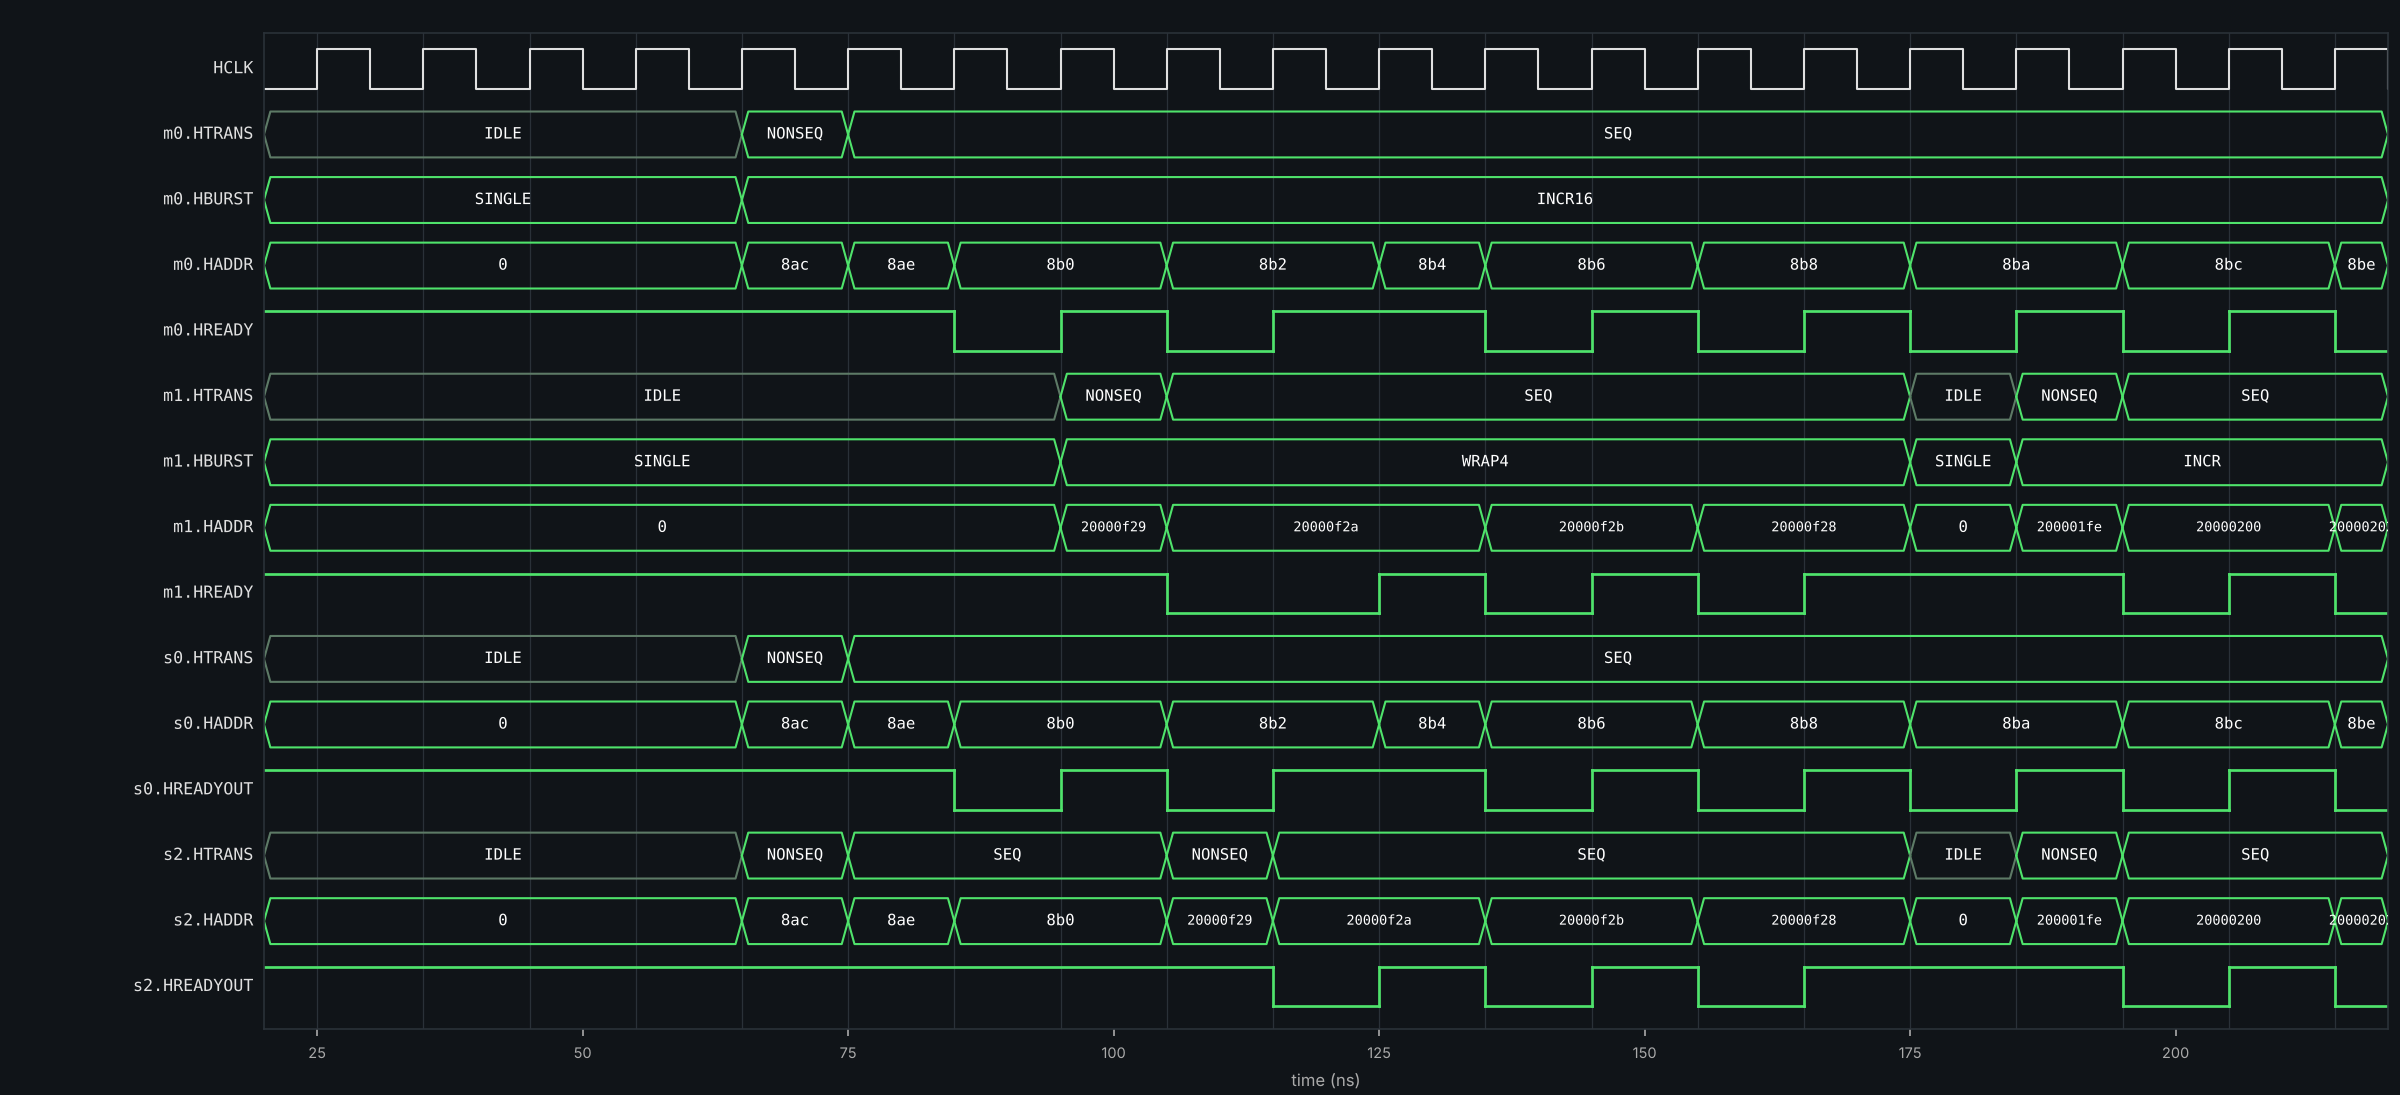 HCLK
m0.HTRANS IDLE NONSEQ SEQ
m0.HBURST SINGLE INCR16
m0.HADDR 0 8ac 8ae 8b0 8b2 8b4 8b6 8b8 8ba 8bc 8be
m0.HREADY
m1.HTRANS IDLE NONSEQ SEQ IDLE NONSEQ SEQ
m1.HBURST SINGLE WRAP4 SINGLE INCR
m1.HADDR 0 20000f29 20000f2a 20000f2b 20000f28 0 200001fe 20000200
m1.HREADY
s0.HTRANS IDLE NONSEQ SEQ
s0.HADDR 0 8ac 8ae 8b0 8b2 8b4 8b6 8b8 8ba 8bc 8be
s0.HREADYOUT
s2.HTRANS IDLE NONSEQ SEQ NONSEQ SEQ IDLE NONSEQ SEQ
s2.HADDR 0 8ac 8ae 8b0 20000f29 20000f2a 20000f2b 20000f28 0 200001fe 20000200
s2.HREADYOUT
25 50 75 100 125 150 175 200
time (ns)